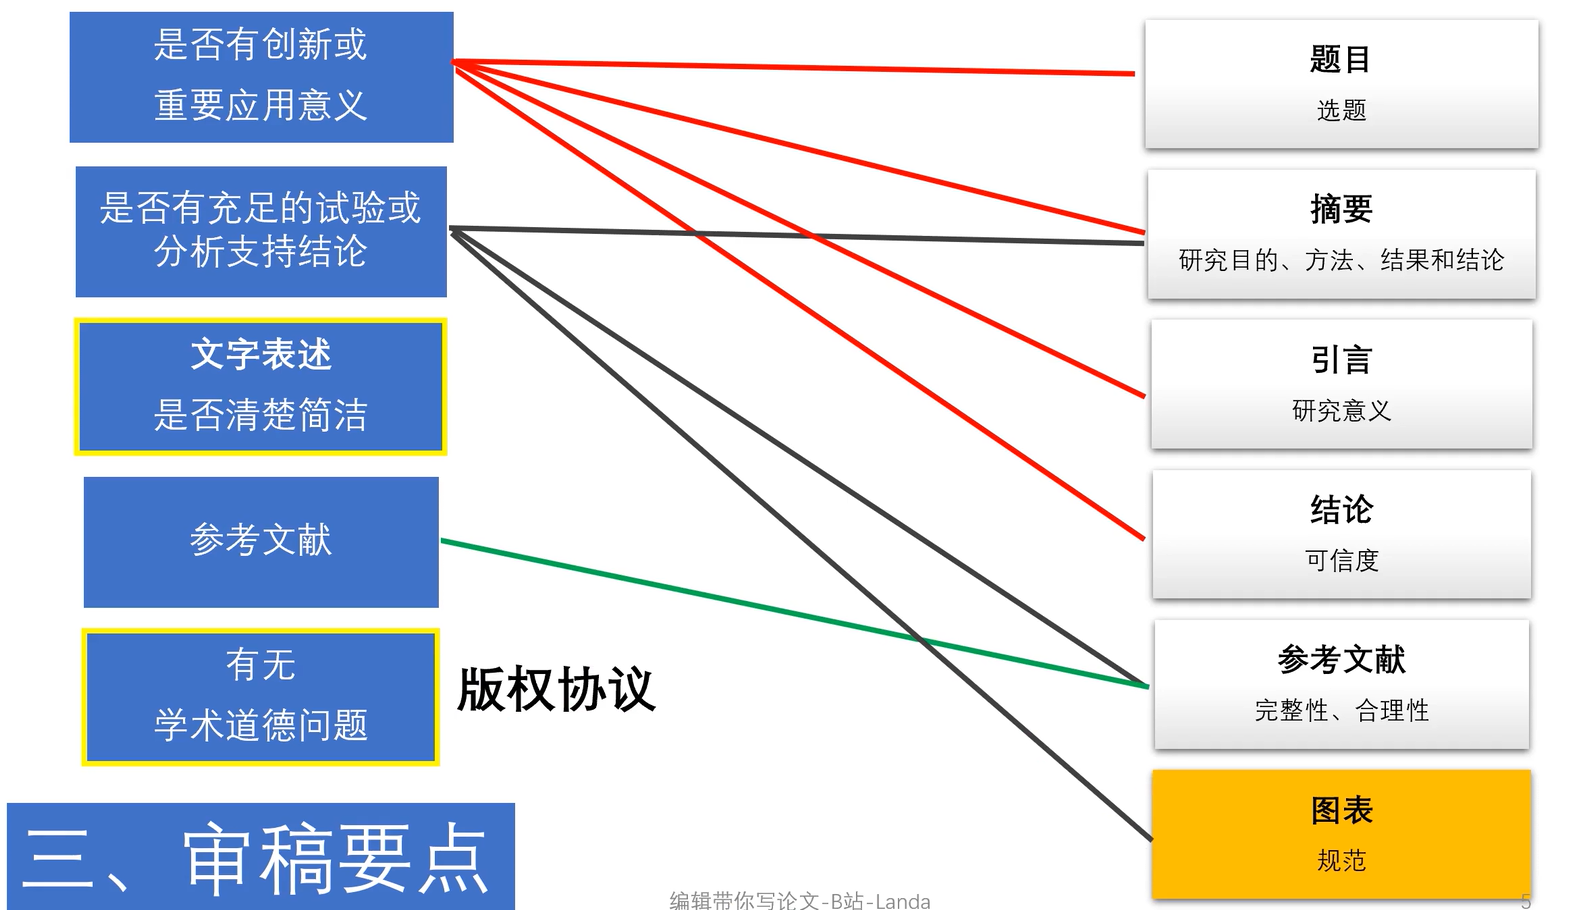 是否有创新或
重要应用意义
是否有充足的试验或
分析支持结论
文字表述
是否清楚简洁
参考文献
有无
学术道德问题
版权协议
题目
选题
摘要
研究目的、方法、结果和结论
引言
研究意义
结论
可信度
参考文献
完整性、合理性
图表
规范
三、审稿要点
编辑带你写论文-B站-Landa
5